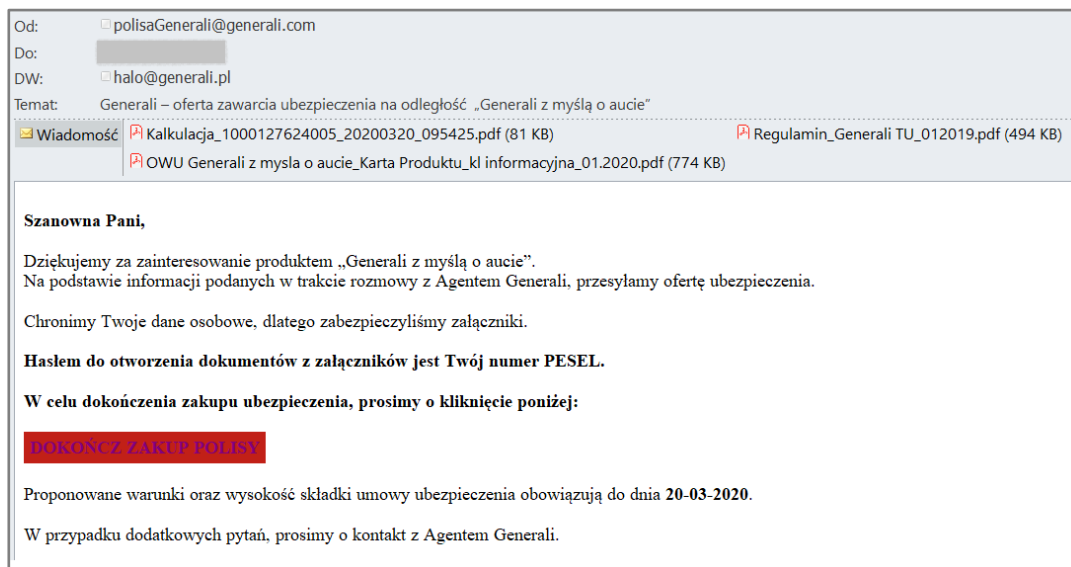 Od: polisaGenerali@generali.com
Do:
DW: halo@generali.pl
Temat: Generali – oferta zawarcia ubezpieczenia na odległość „Generali z myślą o aucie”
Wiadomość Kalkulacja_1000127624005_20200320_095425.pdf (81 KB) Regulamin_Generali TU_012019.pdf (494 KB)
OWU Generali z mysla o aucie_Karta Produktu_kl informacyjna_01.2020.pdf (774 KB)
Szanowna Pani,
Dziękujemy za zainteresowanie produktem „Generali z myślą o aucie”.
Na podstawie informacji podanych w trakcie rozmowy z Agentem Generali, przesyłamy ofertę ubezpieczenia.
Chronimy Twoje dane osobowe, dlatego zabezpieczyliśmy załączniki.
Hasłem do otworzenia dokumentów z załączników jest Twój numer PESEL.
W celu dokończenia zakupu ubezpieczenia, prosimy o kliknięcie poniżej:
DOKOŃCZ ZAKUP POLISY
Proponowane warunki oraz wysokość składki umowy ubezpieczenia obowiązują do dnia 20-03-2020.
W przypadku dodatkowych pytań, prosimy o kontakt z Agentem Generali.